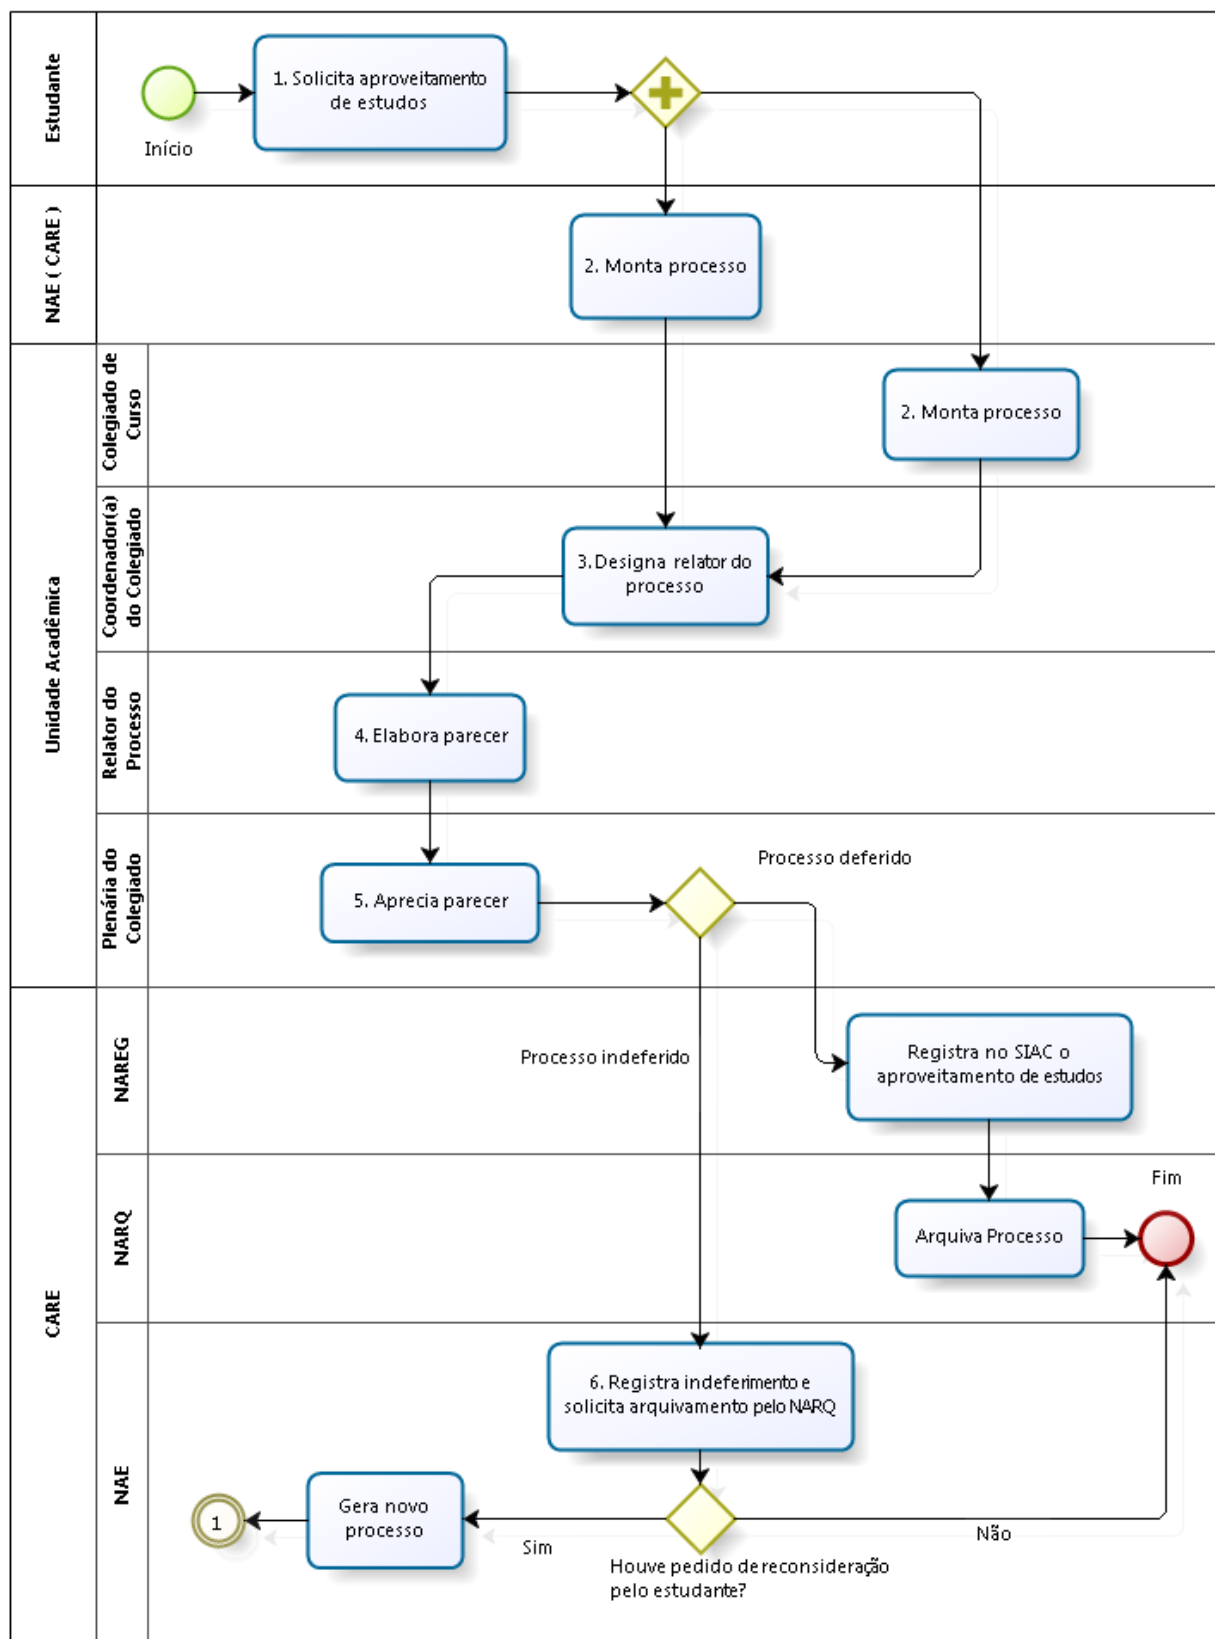 Estudante
Início
1. Solicita aproveitamento
de estudos
NAE ( CARE )
2. Monta processo
Unidade Acadêmica
Colegiado de
Curso
2. Monta processo
Coordenador(a)
do Colegiado
3. Designa relator do
processo
Relator do
Processo
4. Elabora parecer
Plenária do
Colegiado
5. Aprecia parecer
Processo deferido
CARE
NAREG
Processo indeferido
Registra no SIAC o
aproveitamento de estudos
NARQ
Arquiva Processo
Fim
NAE
6. Registra indeferimento e
solicita arquivamento pelo NARQ
1
Gera novo
processo
Sim
Não
Houve pedido de reconsideração
pelo estudante?